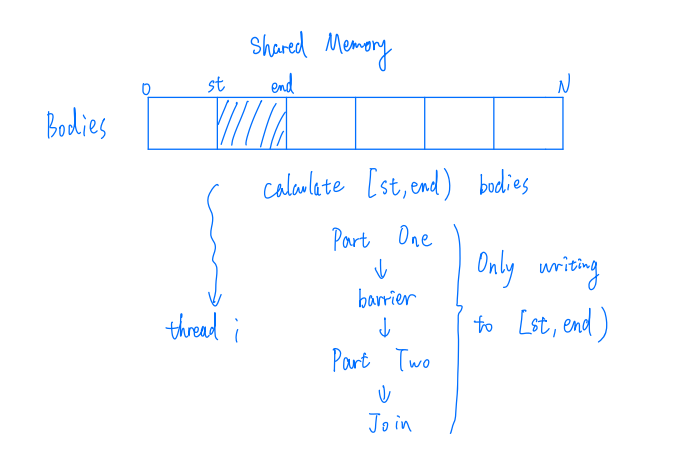 Shared Memory
0 st end N
Bodies
calculate [st, end) bodies
Part One
Only writing
barrier
thread i
to [st, end)
Part Two
Join